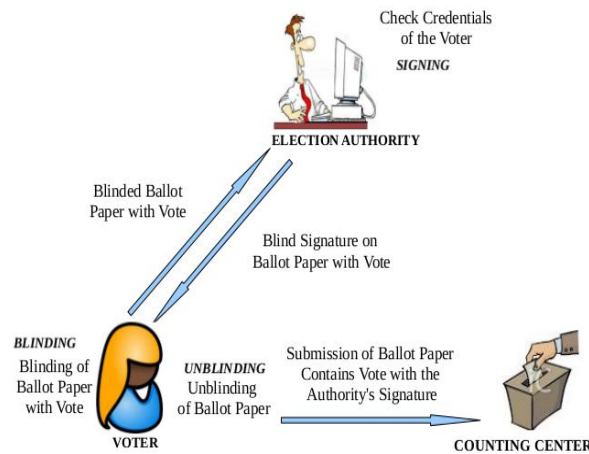 Check Credentials
of the Voter
SIGNING
ELECTION AUTHORITY
Blinded Ballot
Paper with Vote
Blind Signature on
Ballot Paper with Vote
BLINDING
Blinding of
Ballot Paper
with Vote
UNBLINDING
Unblinding
of Ballot Paper
VOTER
Submission of Ballot Paper
Contains Vote with the
Authority's Signature
COUNTING CENTER